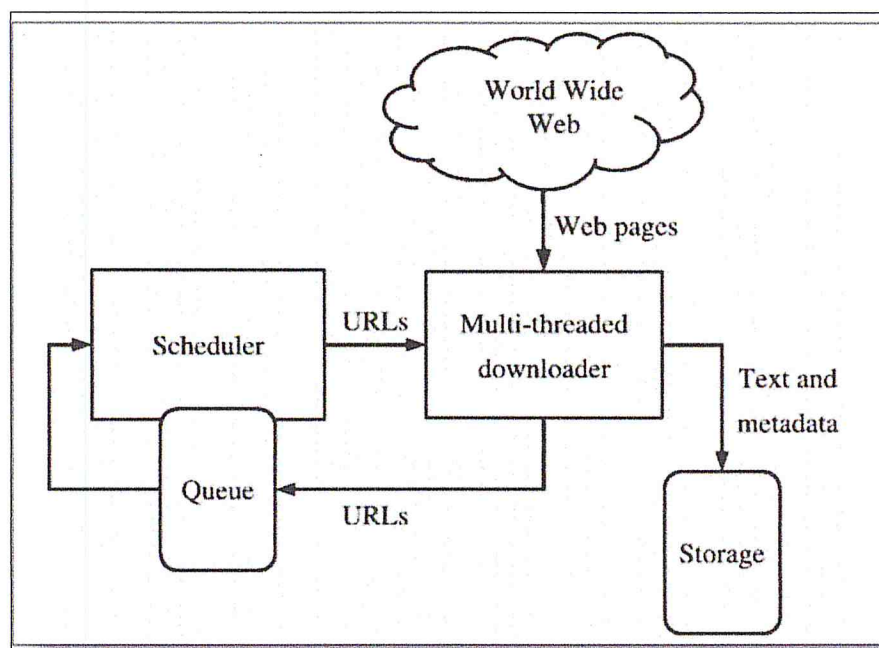 World Wide
Web
Web pages
URLs
Scheduler
Multi-threaded
downloader
Text and
metadata
Queue
URLs
Storage